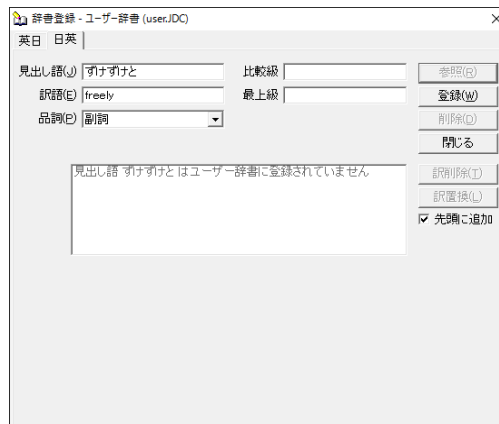 辞書登録 - ユーザー辞書 (user.JDC)
英日 日英
見出し語(J) ずけずけと 比較級 参照(R)
訳語(E) freely 最上級 登録(W)
品詞(P) 副詞 削除(D)
閉じる
見出し語 ずけずけと はユーザー辞書に登録されていません 訳削除(T)
訳置換(L)
先頭に追加